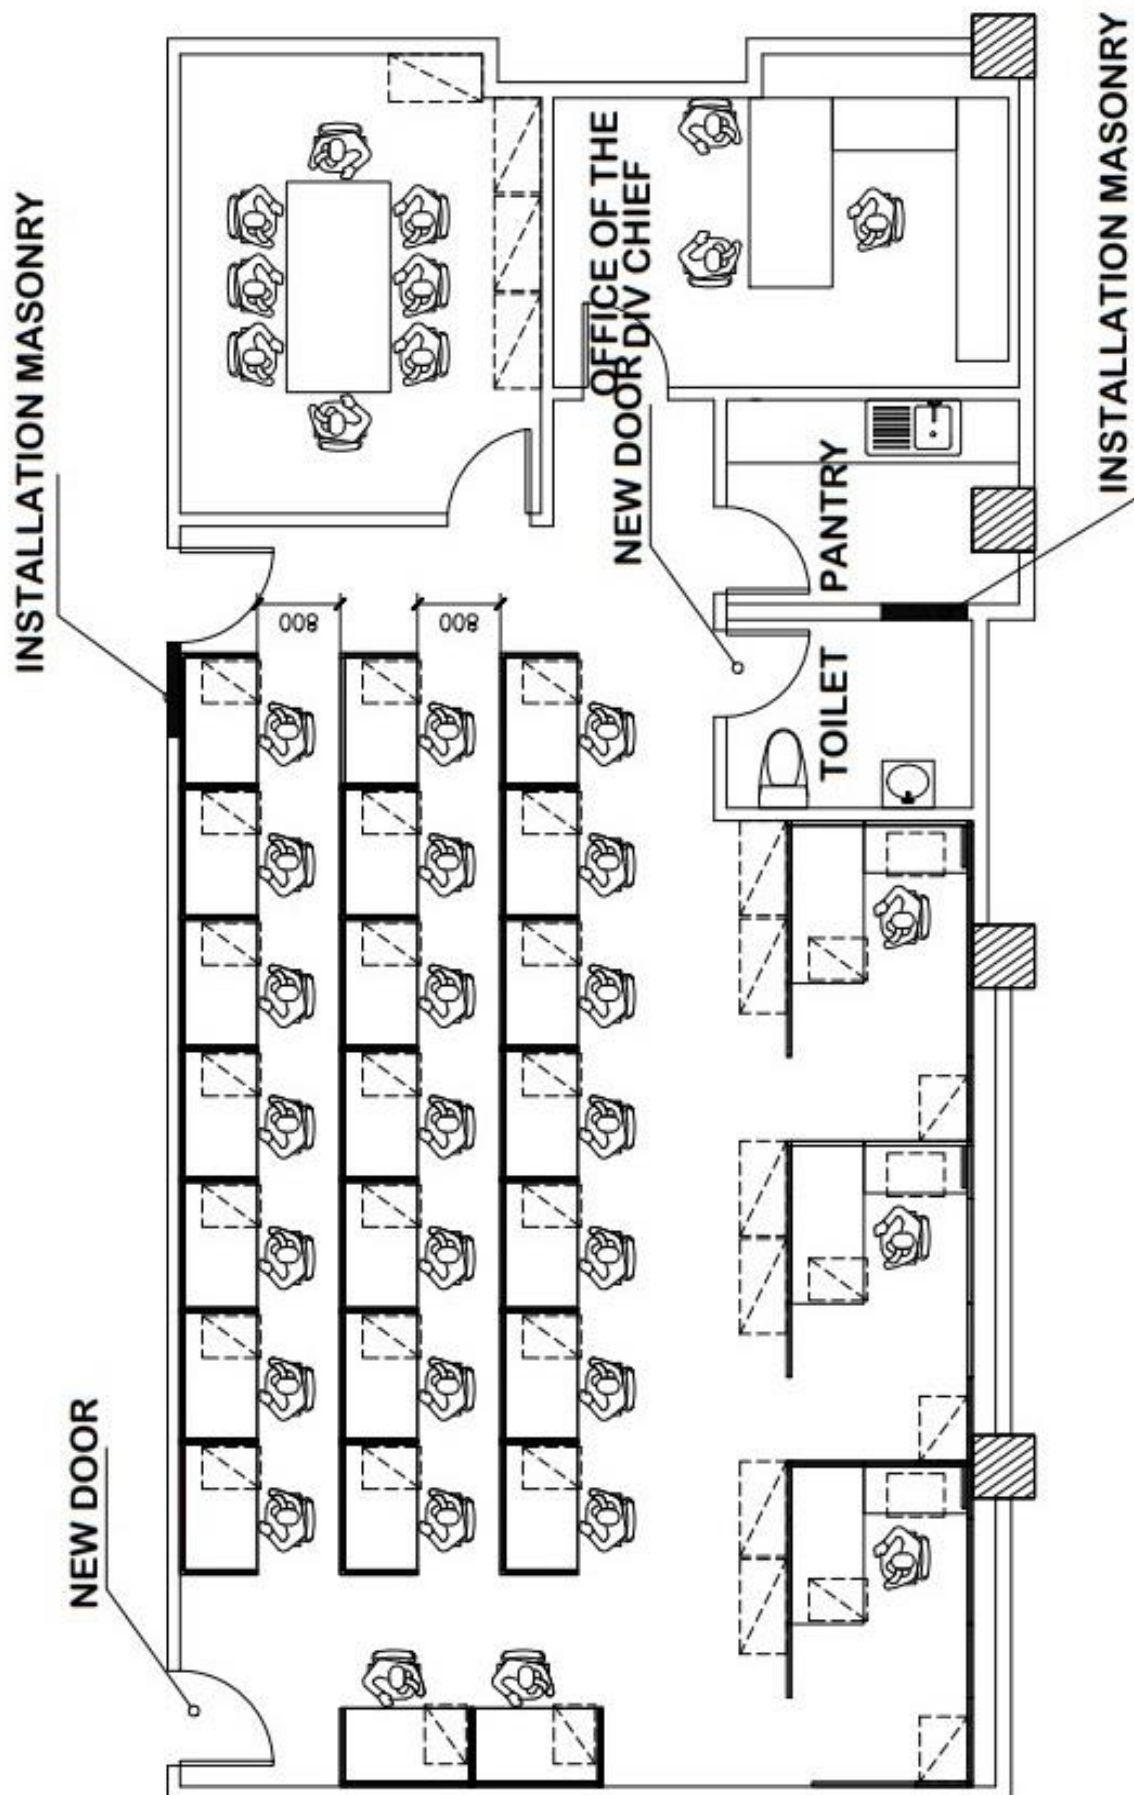 INSTALLATION MASONRY
NEW DOOR
800
800
OFFICE OF THE
DIV CHIEF
NEW DOOR
TOILET
PANTRY
INSTALLATION MASONRY